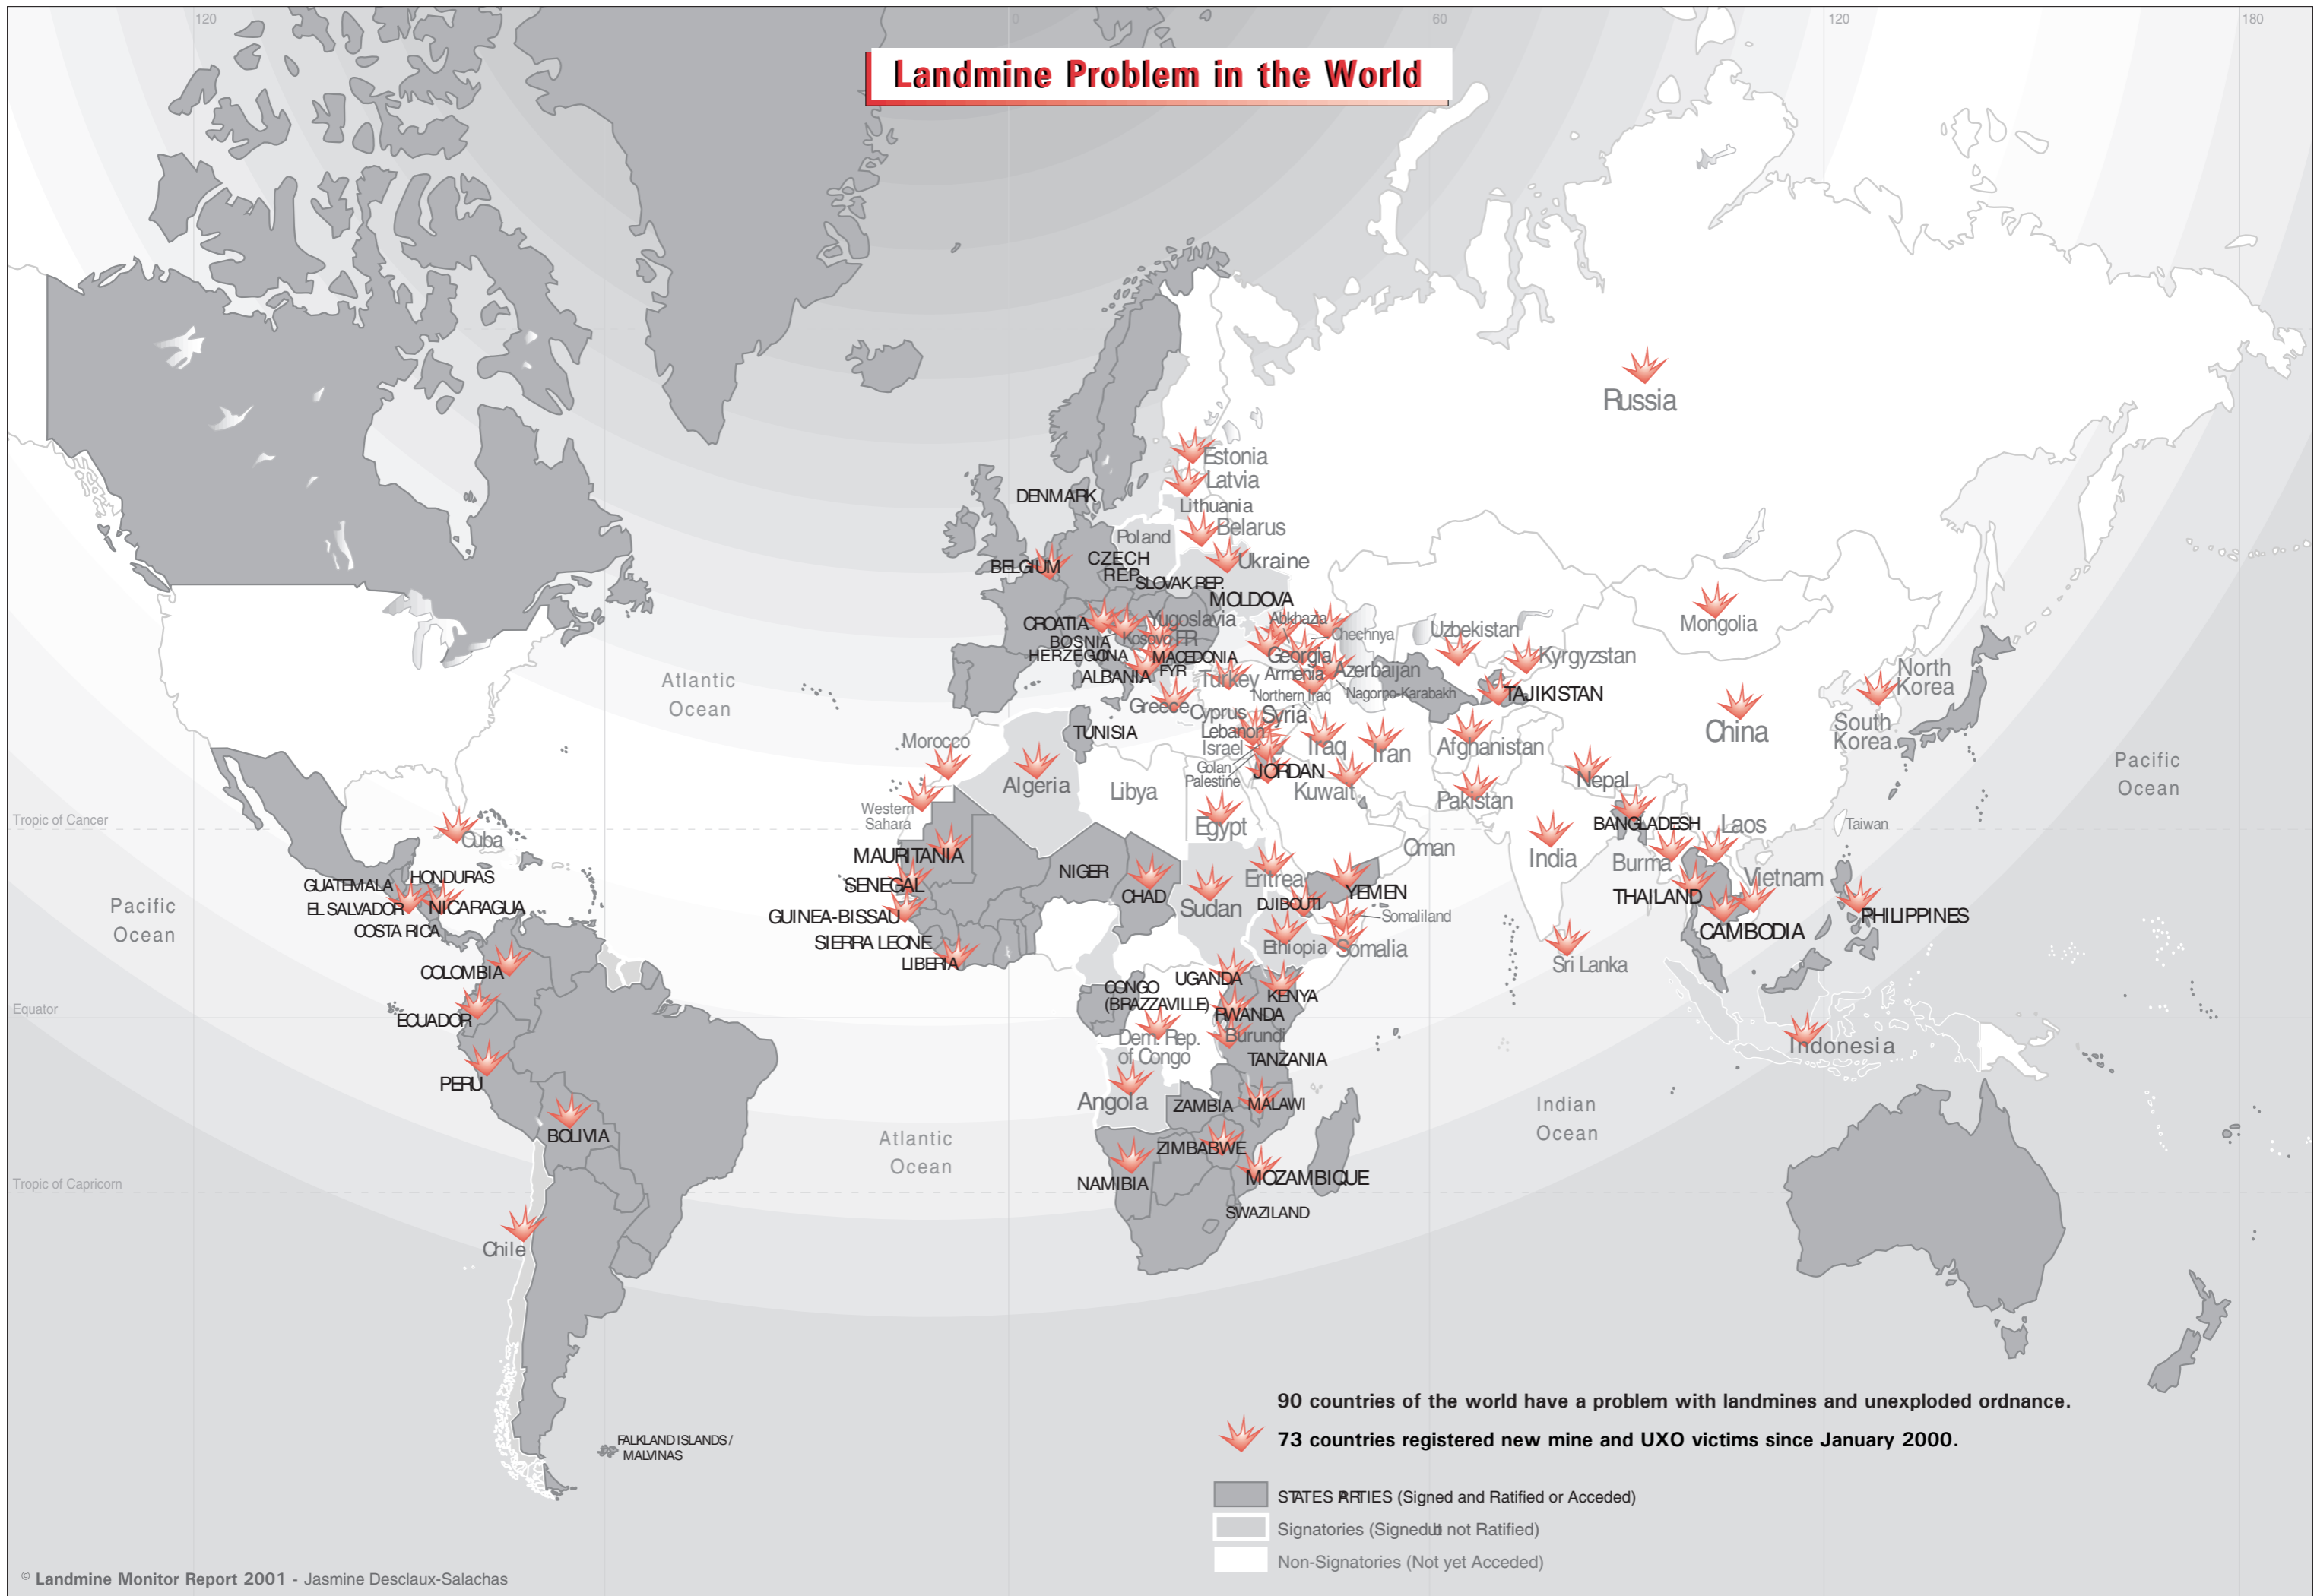 120
0
60
120
180
Landmine Problem in the World
Russia
Estonia
Latvia
Lithuania
DENMARK
Belarus
Poland
BELGIUM
CZECH
REP.
Ukraine
SLOVAK REP.
MOLDOVA
CROATIA
Yugoslavia
FR
Kosovo
BOSNIA
HERZEGOVINA
MACEDONIA
FYR
ALBANIA
Abkhazia
Chechnya
Georgia
Armenia
Azerbaijan
Nagorno-Karabakh
Northern Iraq
Turkey
Greece
Cyprus
Syria
Lebanon
Israel
Golan
Palestine
JORDAN
Iraq
Iran
Kuwait
Uzbekistan
Kyrgyzstan
TAJIKISTAN
Afghanistan
Pakistan
Mongolia
China
North
Korea
South
Korea
Nepal
BANGLADESH
India
Burma
Laos
Taiwan
Vietnam
THAILAND
CAMBODIA
PHILIPPINES
Sri Lanka
Indonesia
Atlantic
Ocean
Pacific
Ocean
Pacific
Ocean
Atlantic
Ocean
Indian
Ocean
Tropic of Cancer
Equator
Tropic of Capricorn
Morocco
Western
Sahara
Algeria
TUNISIA
Libya
Egypt
MAURITANIA
SENEGAL
GUINEA-BISSAU
SIERRA LEONE
LIBERIA
NIGER
CHAD
Sudan
Eritrea
DJIBOUTI
Ethiopia
Somaliland
Somalia
YEMEN
Oman
UGANDA
KENYA
CONGO
(BRAZZAVILLE)
RWANDA
Burundi
Dem. Rep.
of Congo
TANZANIA
Angola
ZAMBIA
MALAWI
ZIMBABWE
MOZAMBIQUE
NAMIBIA
SWAZILAND
Cuba
GUATEMALA
HONDURAS
EL SALVADOR
NICARAGUA
COSTA RICA
COLOMBIA
ECUADOR
PERU
BOLIVIA
Chile
FALKLAND ISLANDS /
MALVINAS
90 countries of the world have a problem with landmines and unexploded ordnance.
73 countries registered new mine and UXO victims since January 2000.
STATES PARTIES (Signed and Ratified or Acceded)
Signatories (Signed but not Ratified)
Non-Signatories (Not yet Acceded)
© Landmine Monitor Report 2001 - Jasmine Desclaux-Salachas